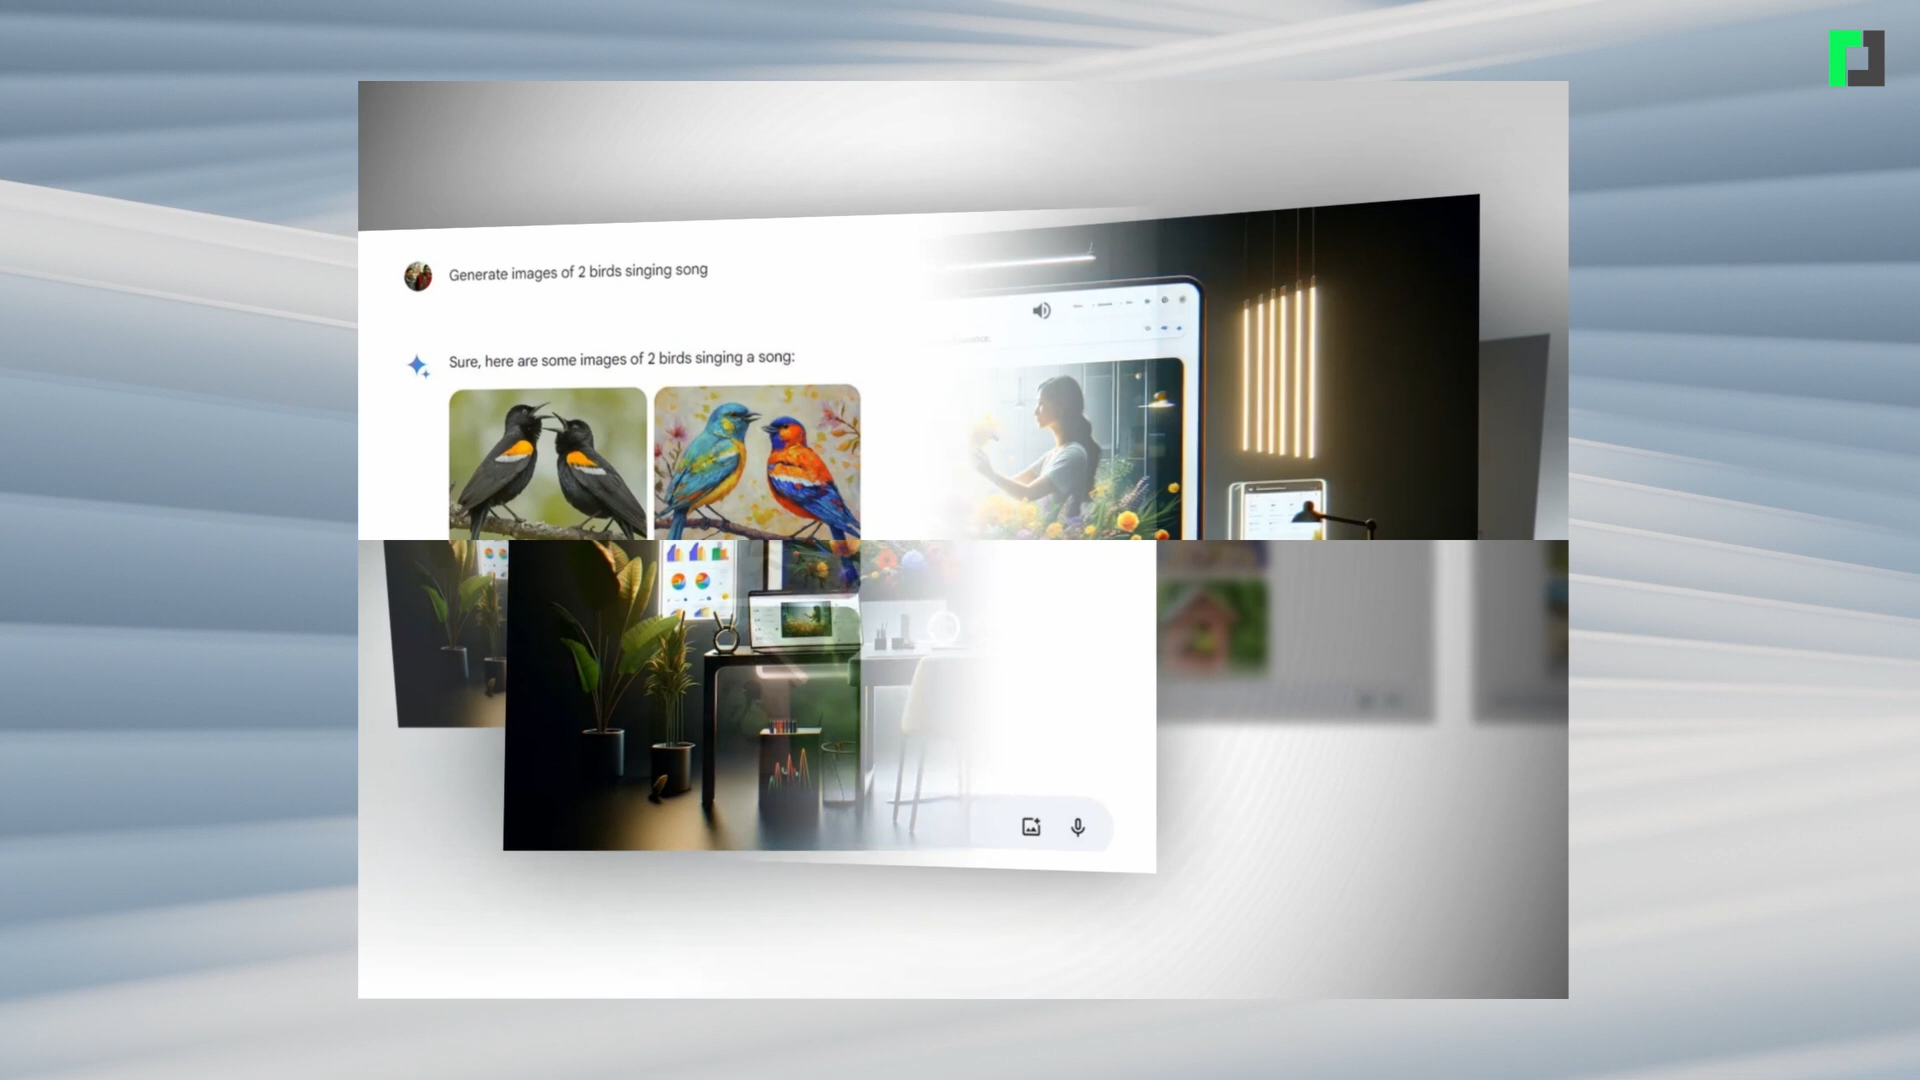 Generate images of 2 birds singing song
Sure, here are some images of 2 birds singing a song: